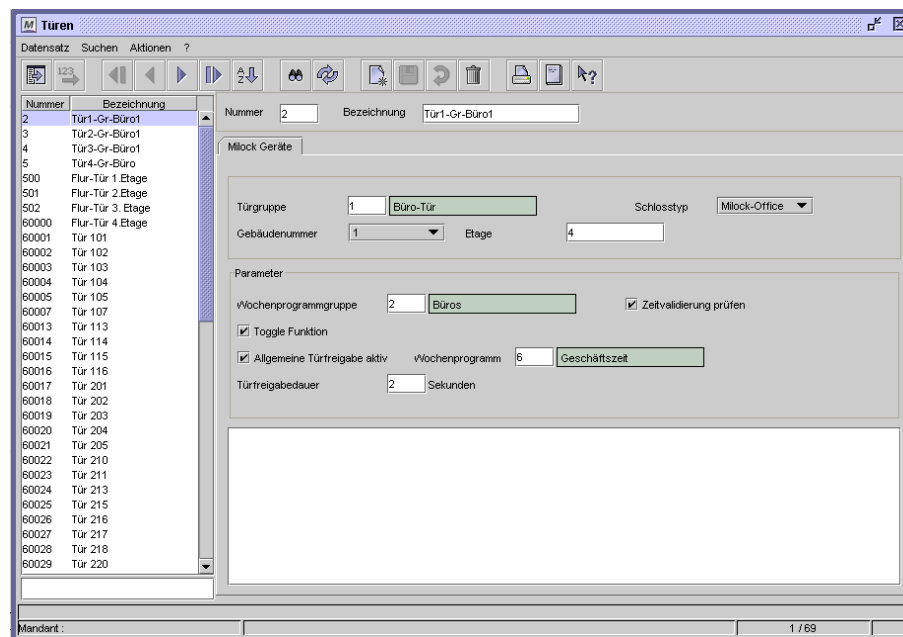 M Türen
Datensatz Suchen Aktionen ?
123
A
Z
?
Nummer Bezeichnung
2 Tür1-Gr-Büro1
3 Tür2-Gr-Büro1
4 Tür3-Gr-Büro1
5 Tür4-Gr-Büro
500 Flur-Tür 1.Etage
501 Flur-Tür 2.Etage
502 Flur-Tür 3. Etage
60000 Flur-Tür 4.Etage
60001 Tür 101
60002 Tür 102
60003 Tür 103
60004 Tür 104
60005 Tür 105
60007 Tür 107
60013 Tür 113
60014 Tür 114
60015 Tür 115
60016 Tür 116
60017 Tür 201
60018 Tür 202
60019 Tür 203
60020 Tür 204
60021 Tür 205
60022 Tür 210
60023 Tür 211
60024 Tür 213
60025 Tür 215
60026 Tür 216
60027 Tür 217
60028 Tür 218
60029 Tür 220
Nummer 2 Bezeichnung Tür1-Gr-Büro1
Milock Geräte
Türgruppe 1 Büro-Tür Schlosstyp Milock-Office
Gebäudenummer 1 Etage 4
Parameter
Wochenprogrammgruppe 2 Büros Zeitvalidierung prüfen
Toggle Funktion
Allgemeine Türfreigabe aktiv Wochenprogramm 6 Geschäftszeit
Türfreigabedauer 2 Sekunden
Mandant : 1 / 69